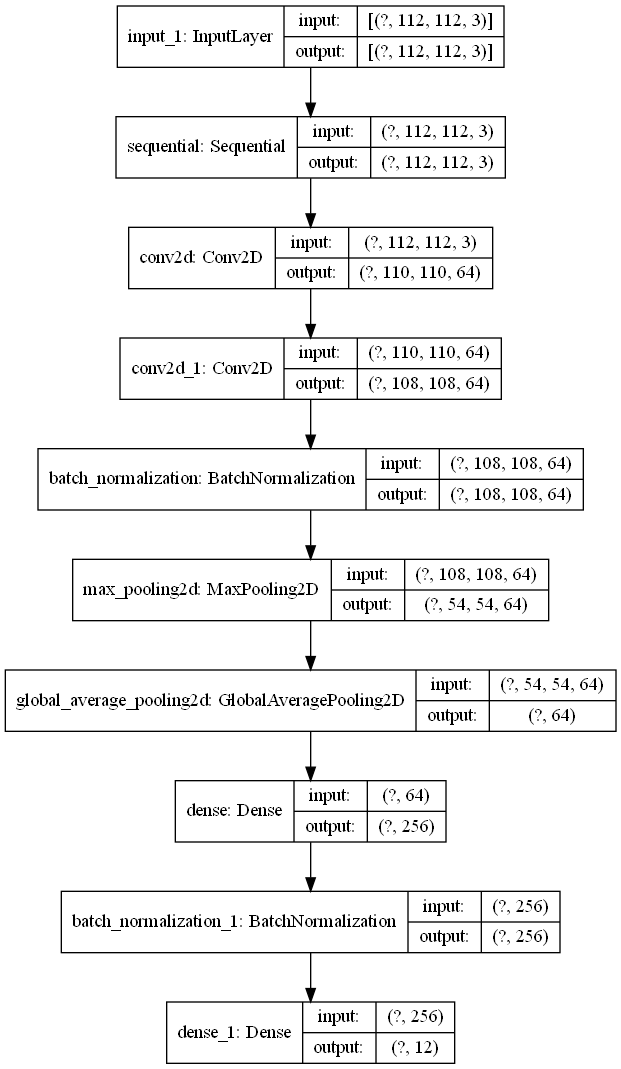 input_1: InputLayer
input: [(?, 112, 112, 3)]
output: [(?, 112, 112, 3)]
sequential: Sequential
input: (?, 112, 112, 3)
output: (?, 112, 112, 3)
conv2d: Conv2D
input: (?, 112, 112, 3)
output: (?, 110, 110, 64)
conv2d_1: Conv2D
input: (?, 110, 110, 64)
output: (?, 108, 108, 64)
batch_normalization: BatchNormalization
input: (?, 108, 108, 64)
output: (?, 108, 108, 64)
max_pooling2d: MaxPooling2D
input: (?, 108, 108, 64)
output: (?, 54, 54, 64)
global_average_pooling2d: GlobalAveragePooling2D
input: (?, 54, 54, 64)
output: (?, 64)
dense: Dense
input: (?, 64)
output: (?, 256)
batch_normalization_1: BatchNormalization
input: (?, 256)
output: (?, 256)
dense_1: Dense
input: (?, 256)
output: (?, 12)